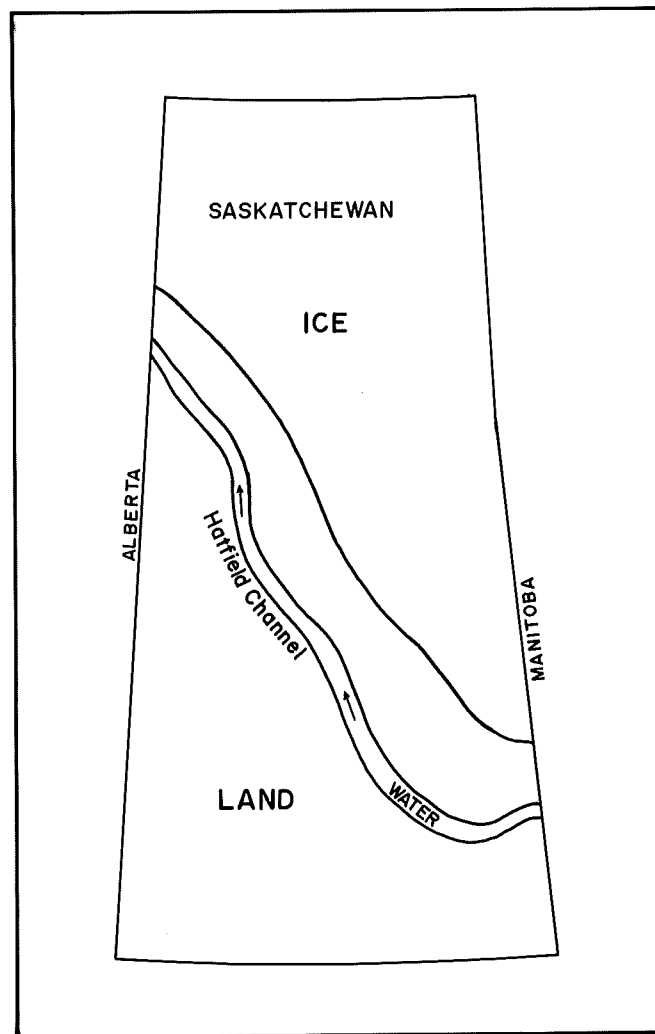 SASKATCHEWAN
ICE
ALBERTA
Hatfield Channel
MANITOBA
LAND
WATER